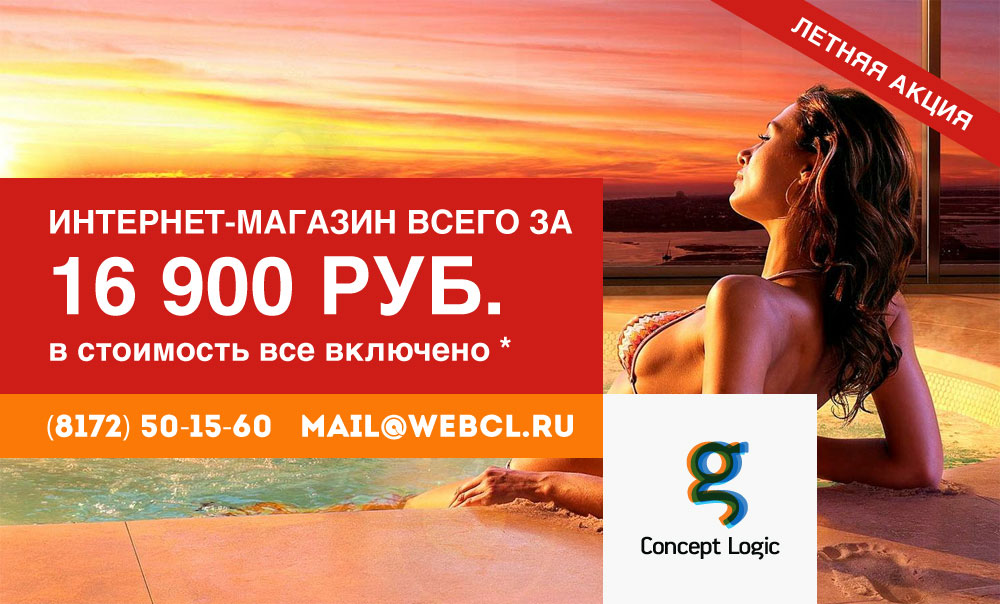 ЛЕТНЯЯ АКЦИЯ
ИНТЕРНЕТ-МАГАЗИН ВСЕГО ЗА
16 900 РУБ.
в стоимость все включено *
(8172) 50-15-60 MAIL@WEBCL.RU
g
Concept Logic